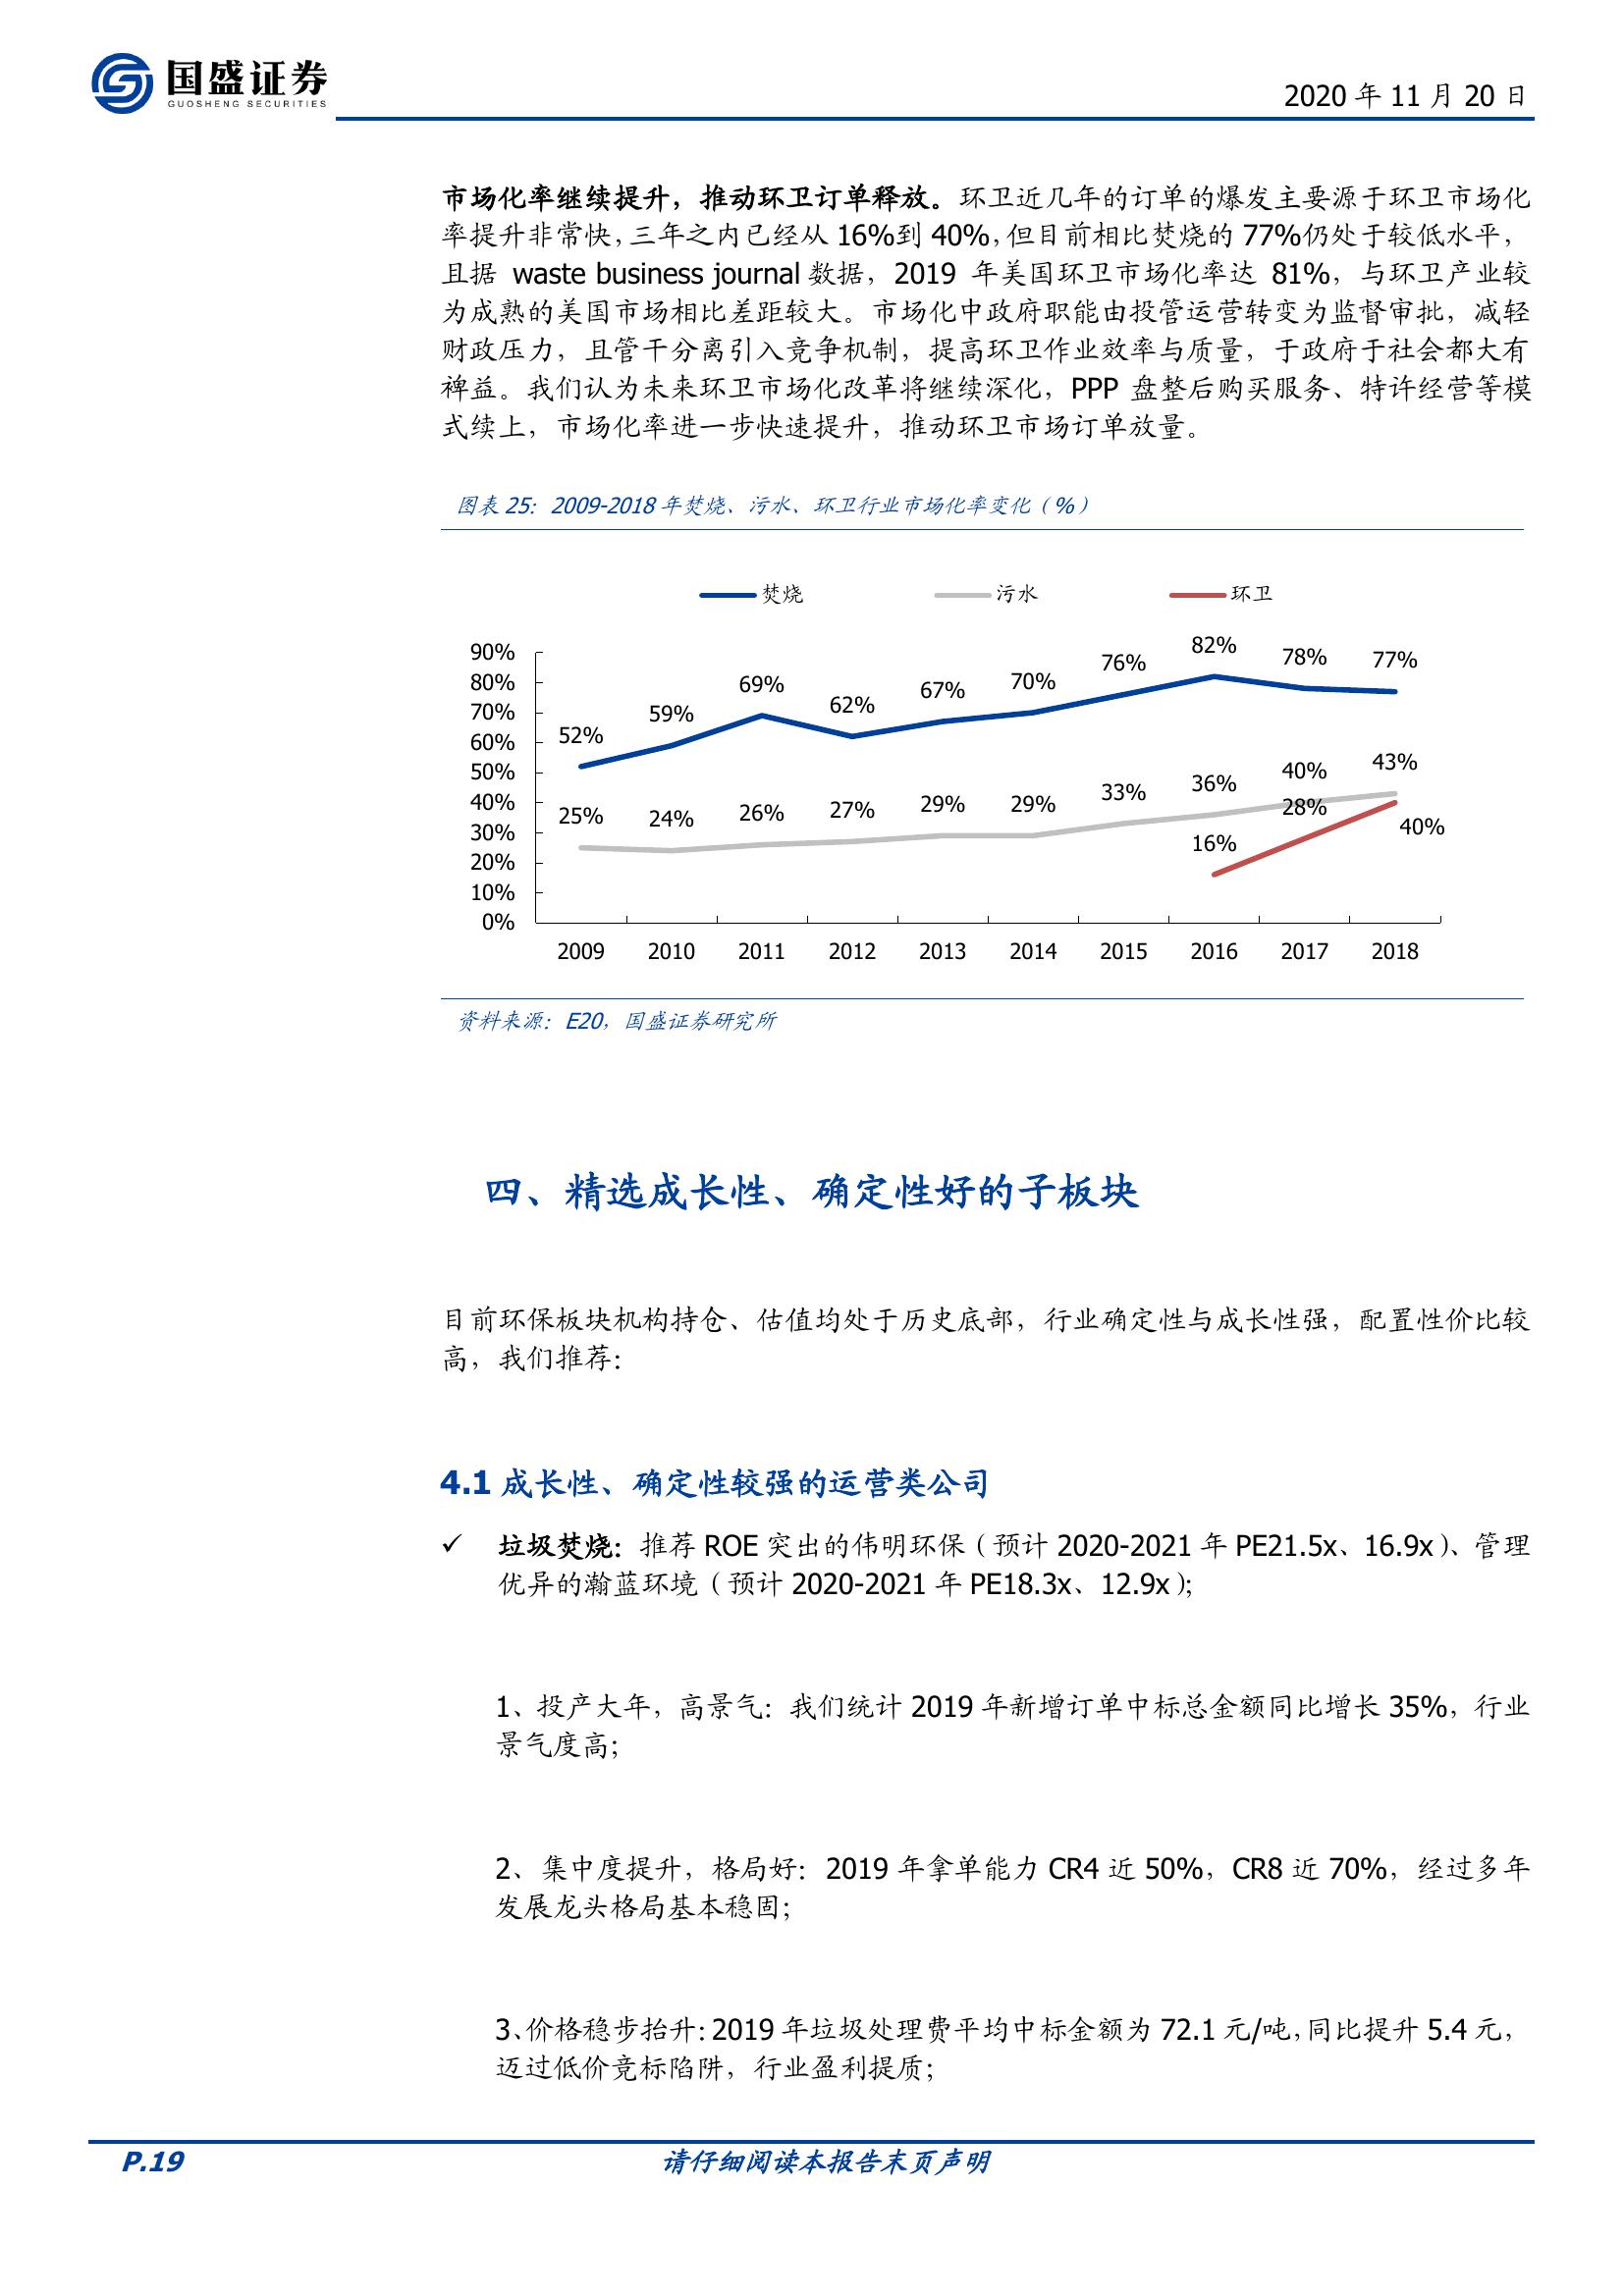 国盛证券
GUOSHENG SECURITIES
2020 年 11 月 20 日
市场化率继续提升，推动环卫订单释放。环卫近几年的订单的爆发主要源于环卫市场化
率提升非常快，三年之内已经从 16%到 40%，但目前相比焚烧的 77%仍处于较低水平，
且据 waste business journal 数据，2019 年美国环卫市场化率达 81%，与环卫产业较
为成熟的美国市场相比差距较大。市场化中政府职能由投管运营转变为监督审批，减轻
财政压力，且管干分离引入竞争机制，提高环卫作业效率与质量，于政府于社会都大有
裨益。我们认为未来环卫市场化改革将继续深化，PPP 盘整后购买服务、特许经营等模
式续上，市场化率进一步快速提升，推动环卫市场订单放量。
图表 25：2009-2018 年焚烧、污水、环卫行业市场化率变化（%）
焚烧 污水 环卫
90%
80%
70%
60%
50%
40%
30%
20%
10%
0%
52% 59% 69% 62% 67% 70% 76% 82% 78% 77%
25% 24% 26% 27% 29% 29% 33% 36% 40% 43%
16% 28% 40%
2009 2010 2011 2012 2013 2014 2015 2016 2017 2018
资料来源：E20，国盛证券研究所
四、精选成长性、确定性好的子板块
目前环保板块机构持仓、估值均处于历史底部，行业确定性与成长性强，配置性价比较
高，我们推荐：
4.1 成长性、确定性较强的运营类公司
✓ 垃圾焚烧：推荐 ROE 突出的伟明环保（预计 2020-2021 年 PE21.5x、16.9x）、管理
优异的瀚蓝环境（预计 2020-2021 年 PE18.3x、12.9x）；
1、投产大年，高景气：我们统计 2019 年新增订单中标总金额同比增长 35%，行业
景气度高；
2、集中度提升，格局好：2019 年拿单能力 CR4 近 50%，CR8 近 70%，经过多年
发展龙头格局基本稳固；
3、价格稳步抬升：2019 年垃圾处理费平均中标金额为 72.1 元/吨，同比提升 5.4 元，
迈过低价竞标陷阱，行业盈利提质；
P.19
请仔细阅读本报告末页声明